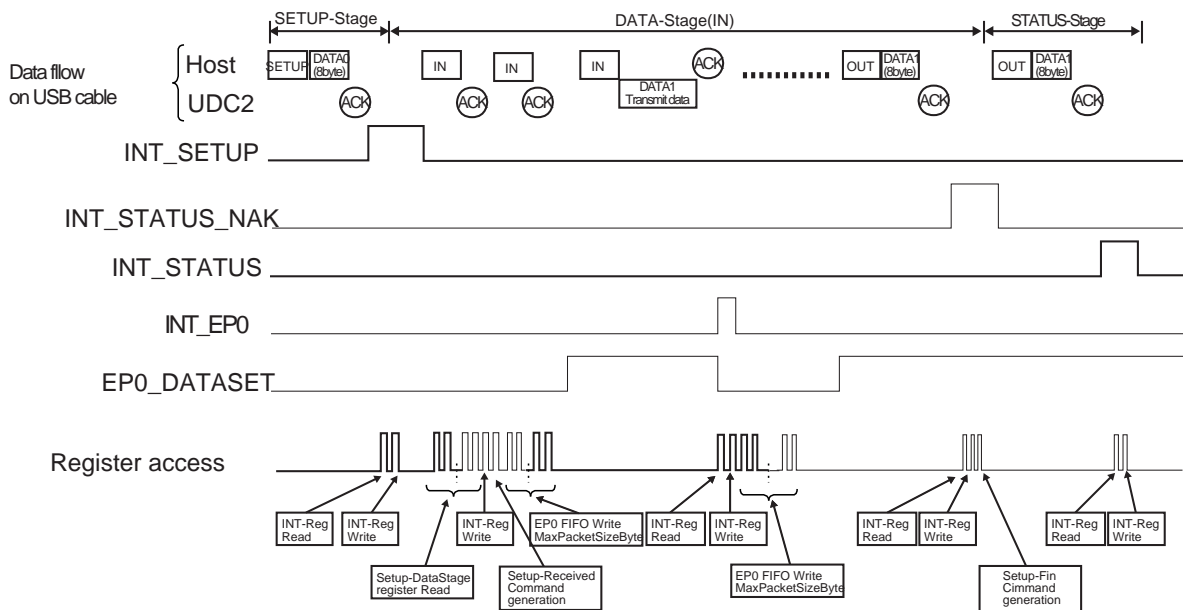 SETUP-Stage DATA-Stage(IN) STATUS-Stage
Data fllow
on USB cable
Host
UDC2
SETUP DATA0 (8byte) IN IN IN ACK OUT DATA1 (8byte) OUT DATA1 (8byte)
ACK ACK ACK DATA1 Transmit data ACK ACK
INT_SETUP
INT_STATUS_NAK
INT_STATUS
INT_EP0
EP0_DATASET
Register access
INT-Reg Read
INT-Reg Write
INT-Reg Write
EP0 FIFO Write
MaxPacketSizeByte
INT-Reg Read
INT-Reg Write
INT-Reg Read
INT-Reg Write
INT-Reg Read
INT-Reg Write
Setup-DataStage
register Read
Setup-Received
Command
generation
EP0 FIFO Write
MaxPacketSizeByte
Setup-Fin
Cimmand
generation